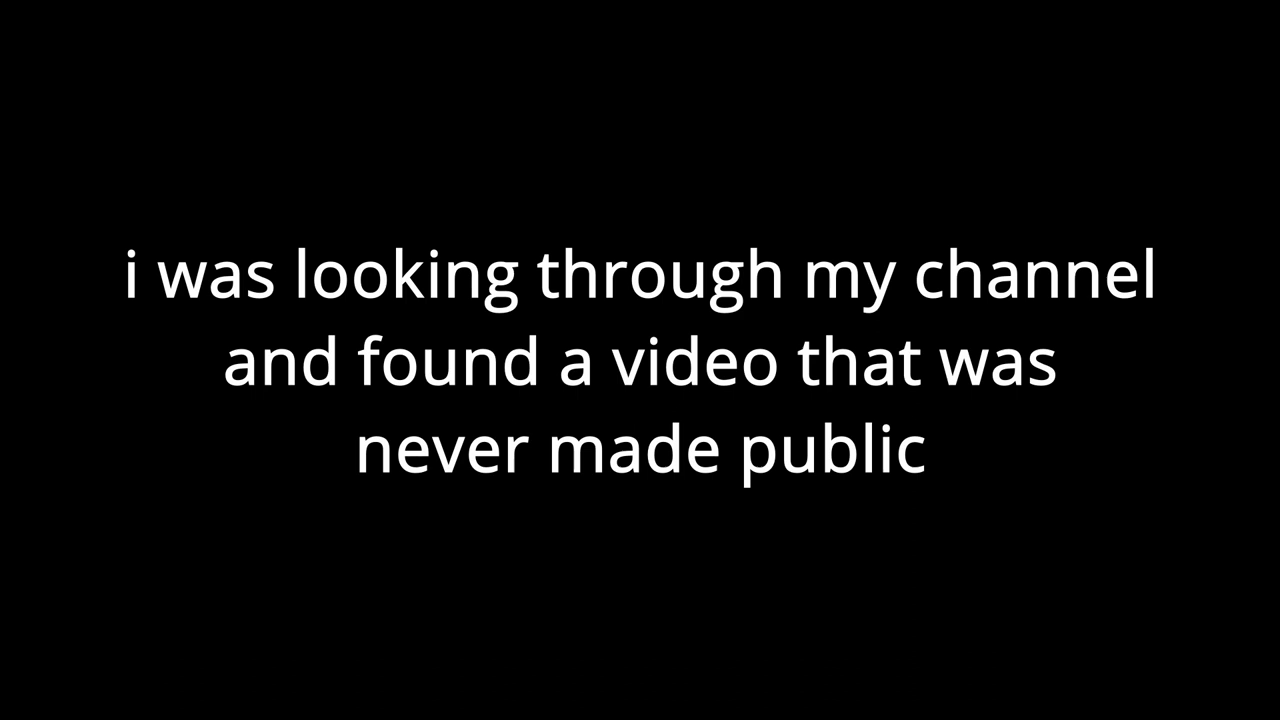 i was looking through my channel
and found a video that was
never made public